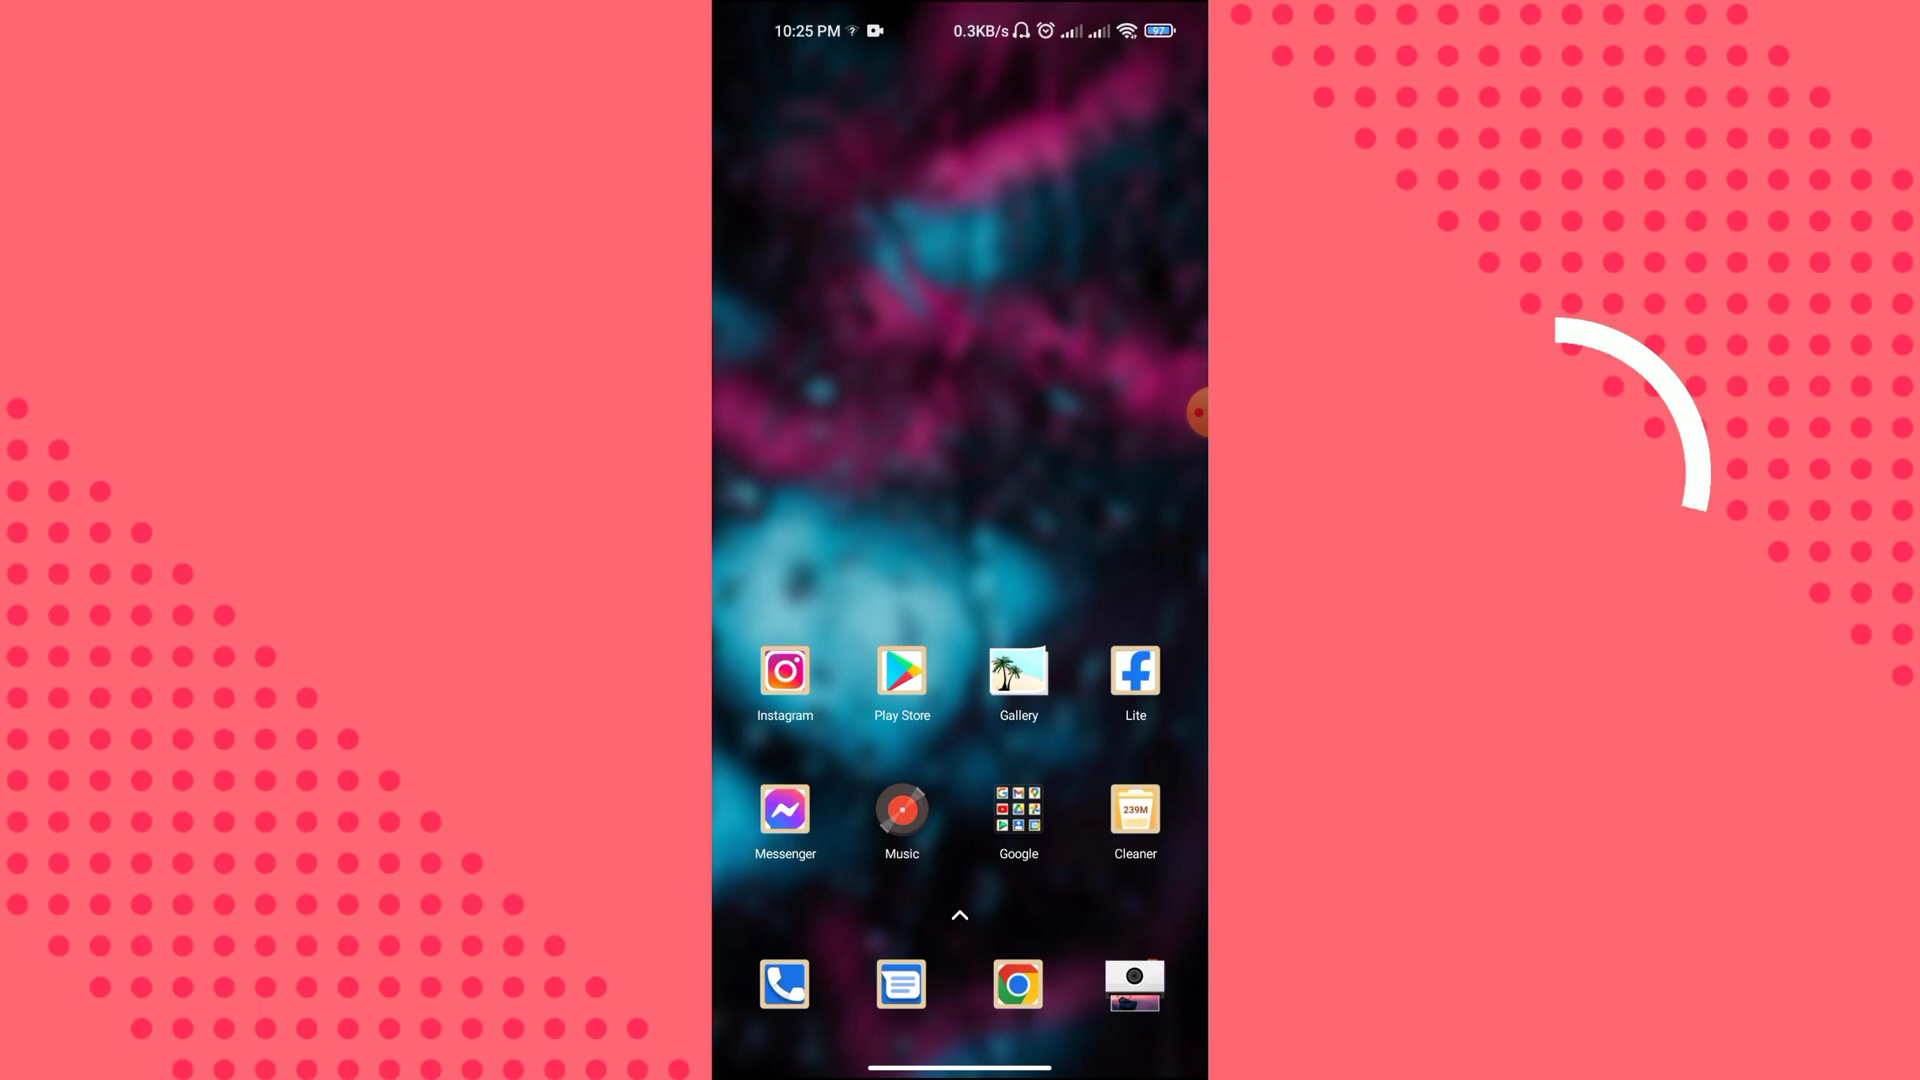 10:25 PM 0.3KB/s 97
Instagram Play Store Gallery Lite
239M
Messenger Music Google Cleaner